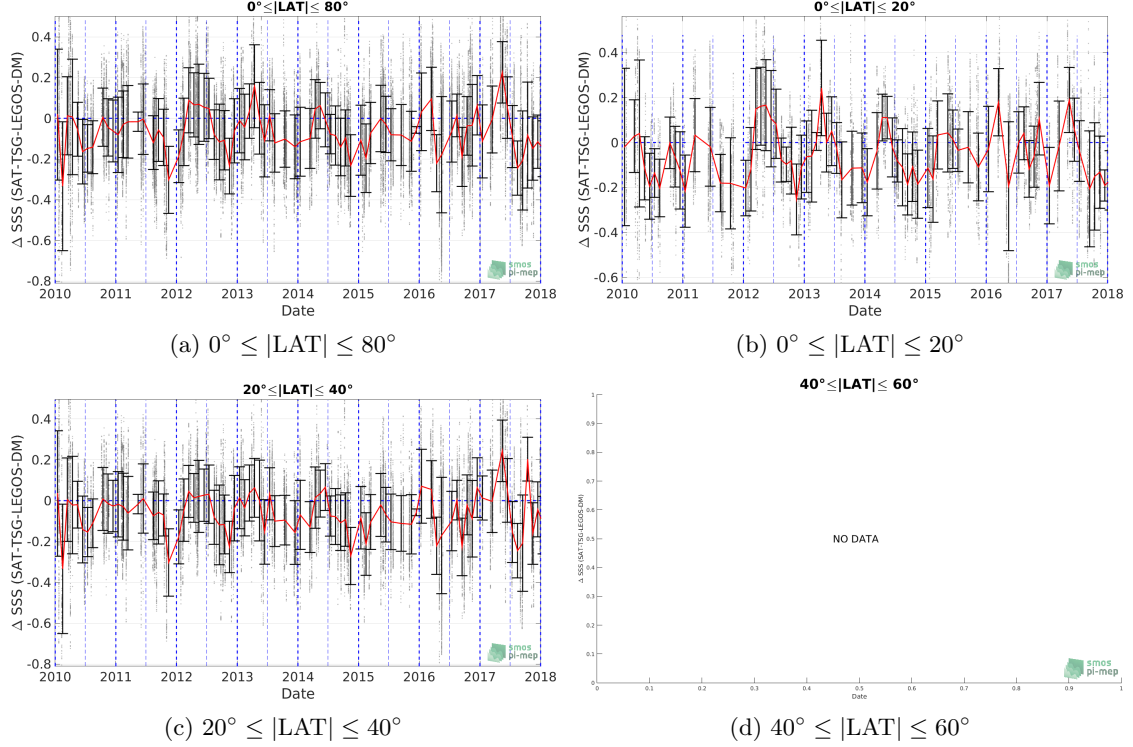 0°≤|LAT|≤ 80°
Δ SSS (SAT-TSG-LEGOS-DM)
0.4
0.2
0
-0.2
-0.4
-0.6
-0.8
2010 2011 2012 2013 2014 2015 2016 2017 2018
Date
smos
pi-mep
(a) 0° ≤ |LAT| ≤ 80°
0°≤|LAT|≤ 20°
Δ SSS (SAT-TSG-LEGOS-DM)
0.4
0.2
0
-0.2
-0.4
-0.6
2010 2011 2012 2013 2014 2015 2016 2017 2018
Date
smos
pi-mep
(b) 0° ≤ |LAT| ≤ 20°
20°≤|LAT|≤ 40°
Δ SSS (SAT-TSG-LEGOS-DM)
0.4
0.2
0
-0.2
-0.4
-0.6
-0.8
2010 2011 2012 2013 2014 2015 2016 2017 2018
Date
smos
pi-mep
(c) 20° ≤ |LAT| ≤ 40°
40°≤|LAT|≤ 60°
Δ SSS (SAT-TSG-LEGOS-DM)
1
0.9
0.8
0.7
0.6
0.5
0.4
0.3
0.2
0.1
0
NO DATA
0 0.1 0.2 0.3 0.4 0.5 0.6 0.7 0.8 0.9 1
Date
smos
pi-mep
(d) 40° ≤ |LAT| ≤ 60°